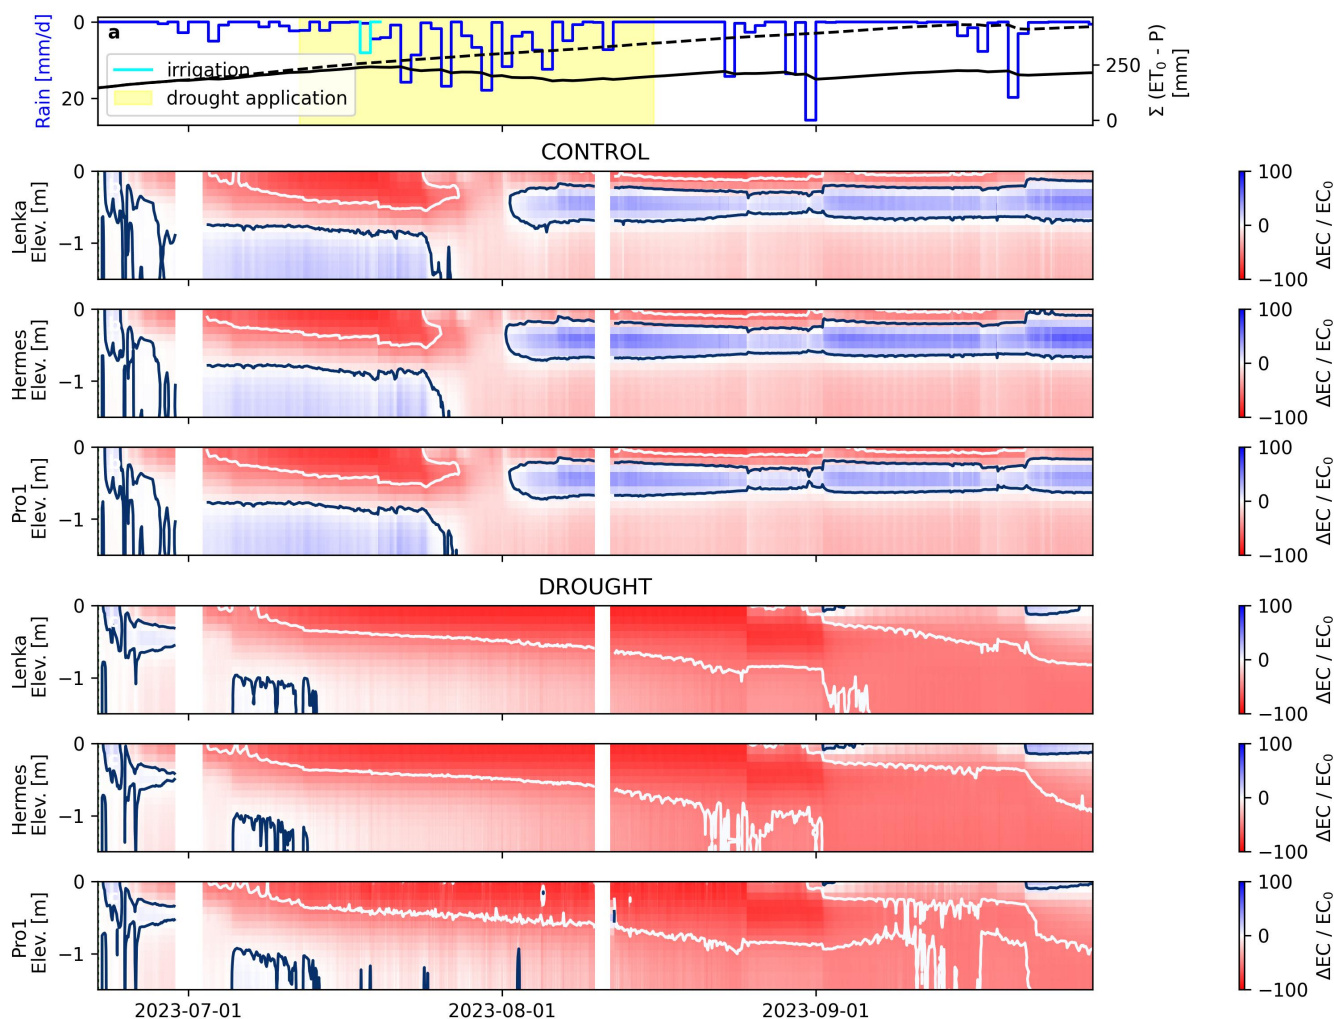 a
0
20
Rain [mm/d]
irrigation
drought application
250
0
Σ (ET₀ - P)
[mm]
CONTROL
Lenka
Elev. [m]
0
−1
100
0
−100
ΔEC / EC₀
Hermes
Elev. [m]
0
−1
100
0
−100
ΔEC / EC₀
Pro1
Elev. [m]
0
−1
100
0
−100
ΔEC / EC₀
DROUGHT
Lenka
Elev. [m]
0
−1
100
0
−100
ΔEC / EC₀
Hermes
Elev. [m]
0
−1
100
0
−100
ΔEC / EC₀
Pro1
Elev. [m]
0
−1
100
0
−100
ΔEC / EC₀
2023-07-01 2023-08-01 2023-09-01